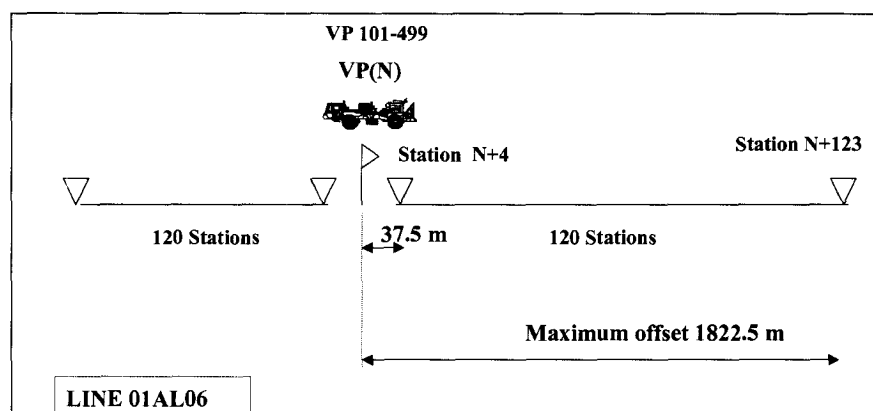 VP 101-499
VP(N)
Station N+4
Station N+123
120 Stations
37.5 m
120 Stations
Maximum offset 1822.5 m
LINE 01AL06